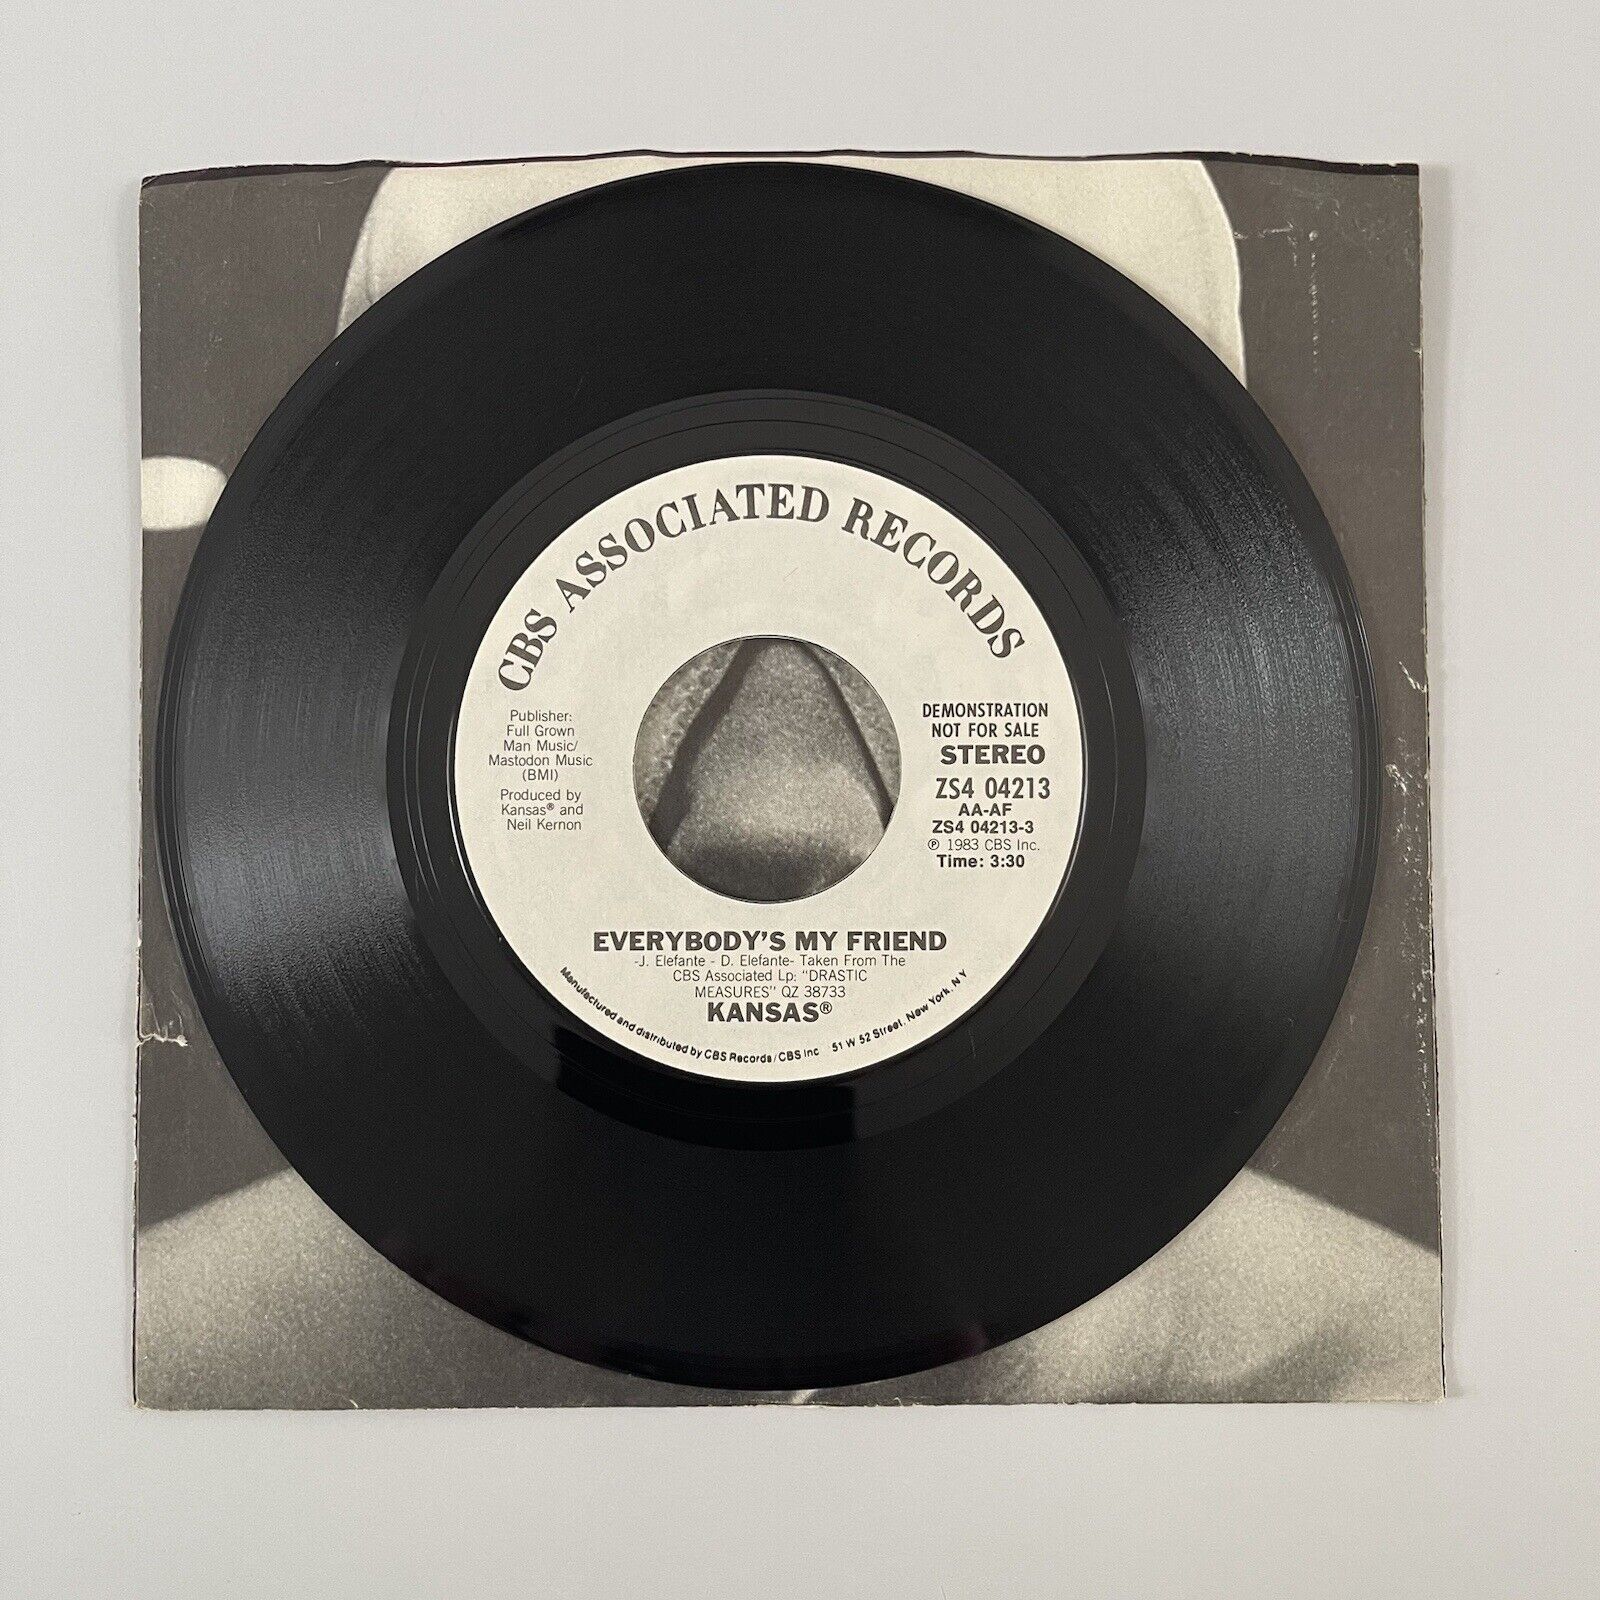 CBS ASSOCIATED RECORDS
Publisher:
Full Grown
Man Music/
Mastodon Music
(BMI)
Produced by
Kansas® and
Neil Kernon
DEMONSTRATION
NOT FOR SALE
STEREO
ZS4 04213
AA-AF
ZS4 04213-3
℗ 1983 CBS Inc.
Time: 3:30
EVERYBODY'S MY FRIEND
-J. Elefante - D. Elefante- Taken From The
CBS Associated Lp: "DRASTIC
MEASURES" QZ 38733
KANSAS®
Manufactured and distributed by CBS Records/CBS Inc 51 W 52 Street, New York, N Y